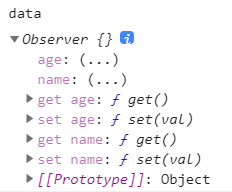 data
▼ Observer {} i
age: (...)
name: (...)
▶ get age: ƒ get()
▶ set age: ƒ set(val)
▶ get name: ƒ get()
▶ set name: ƒ set(val)
▶ [[Prototype]]: Object